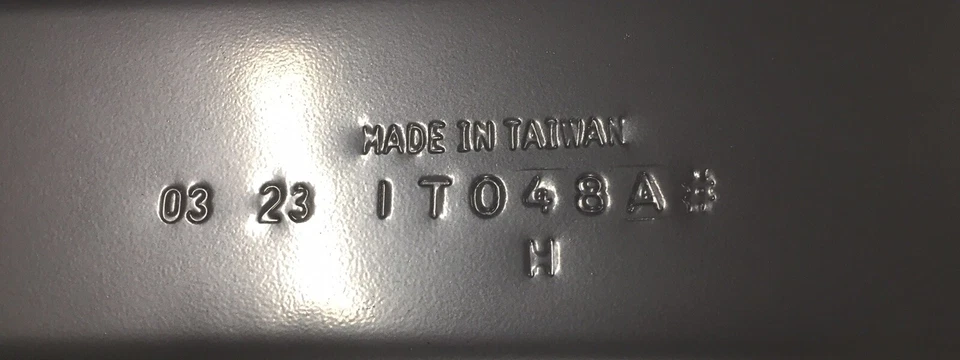 MADE IN TAIWAN
03 23 IT048A#
H